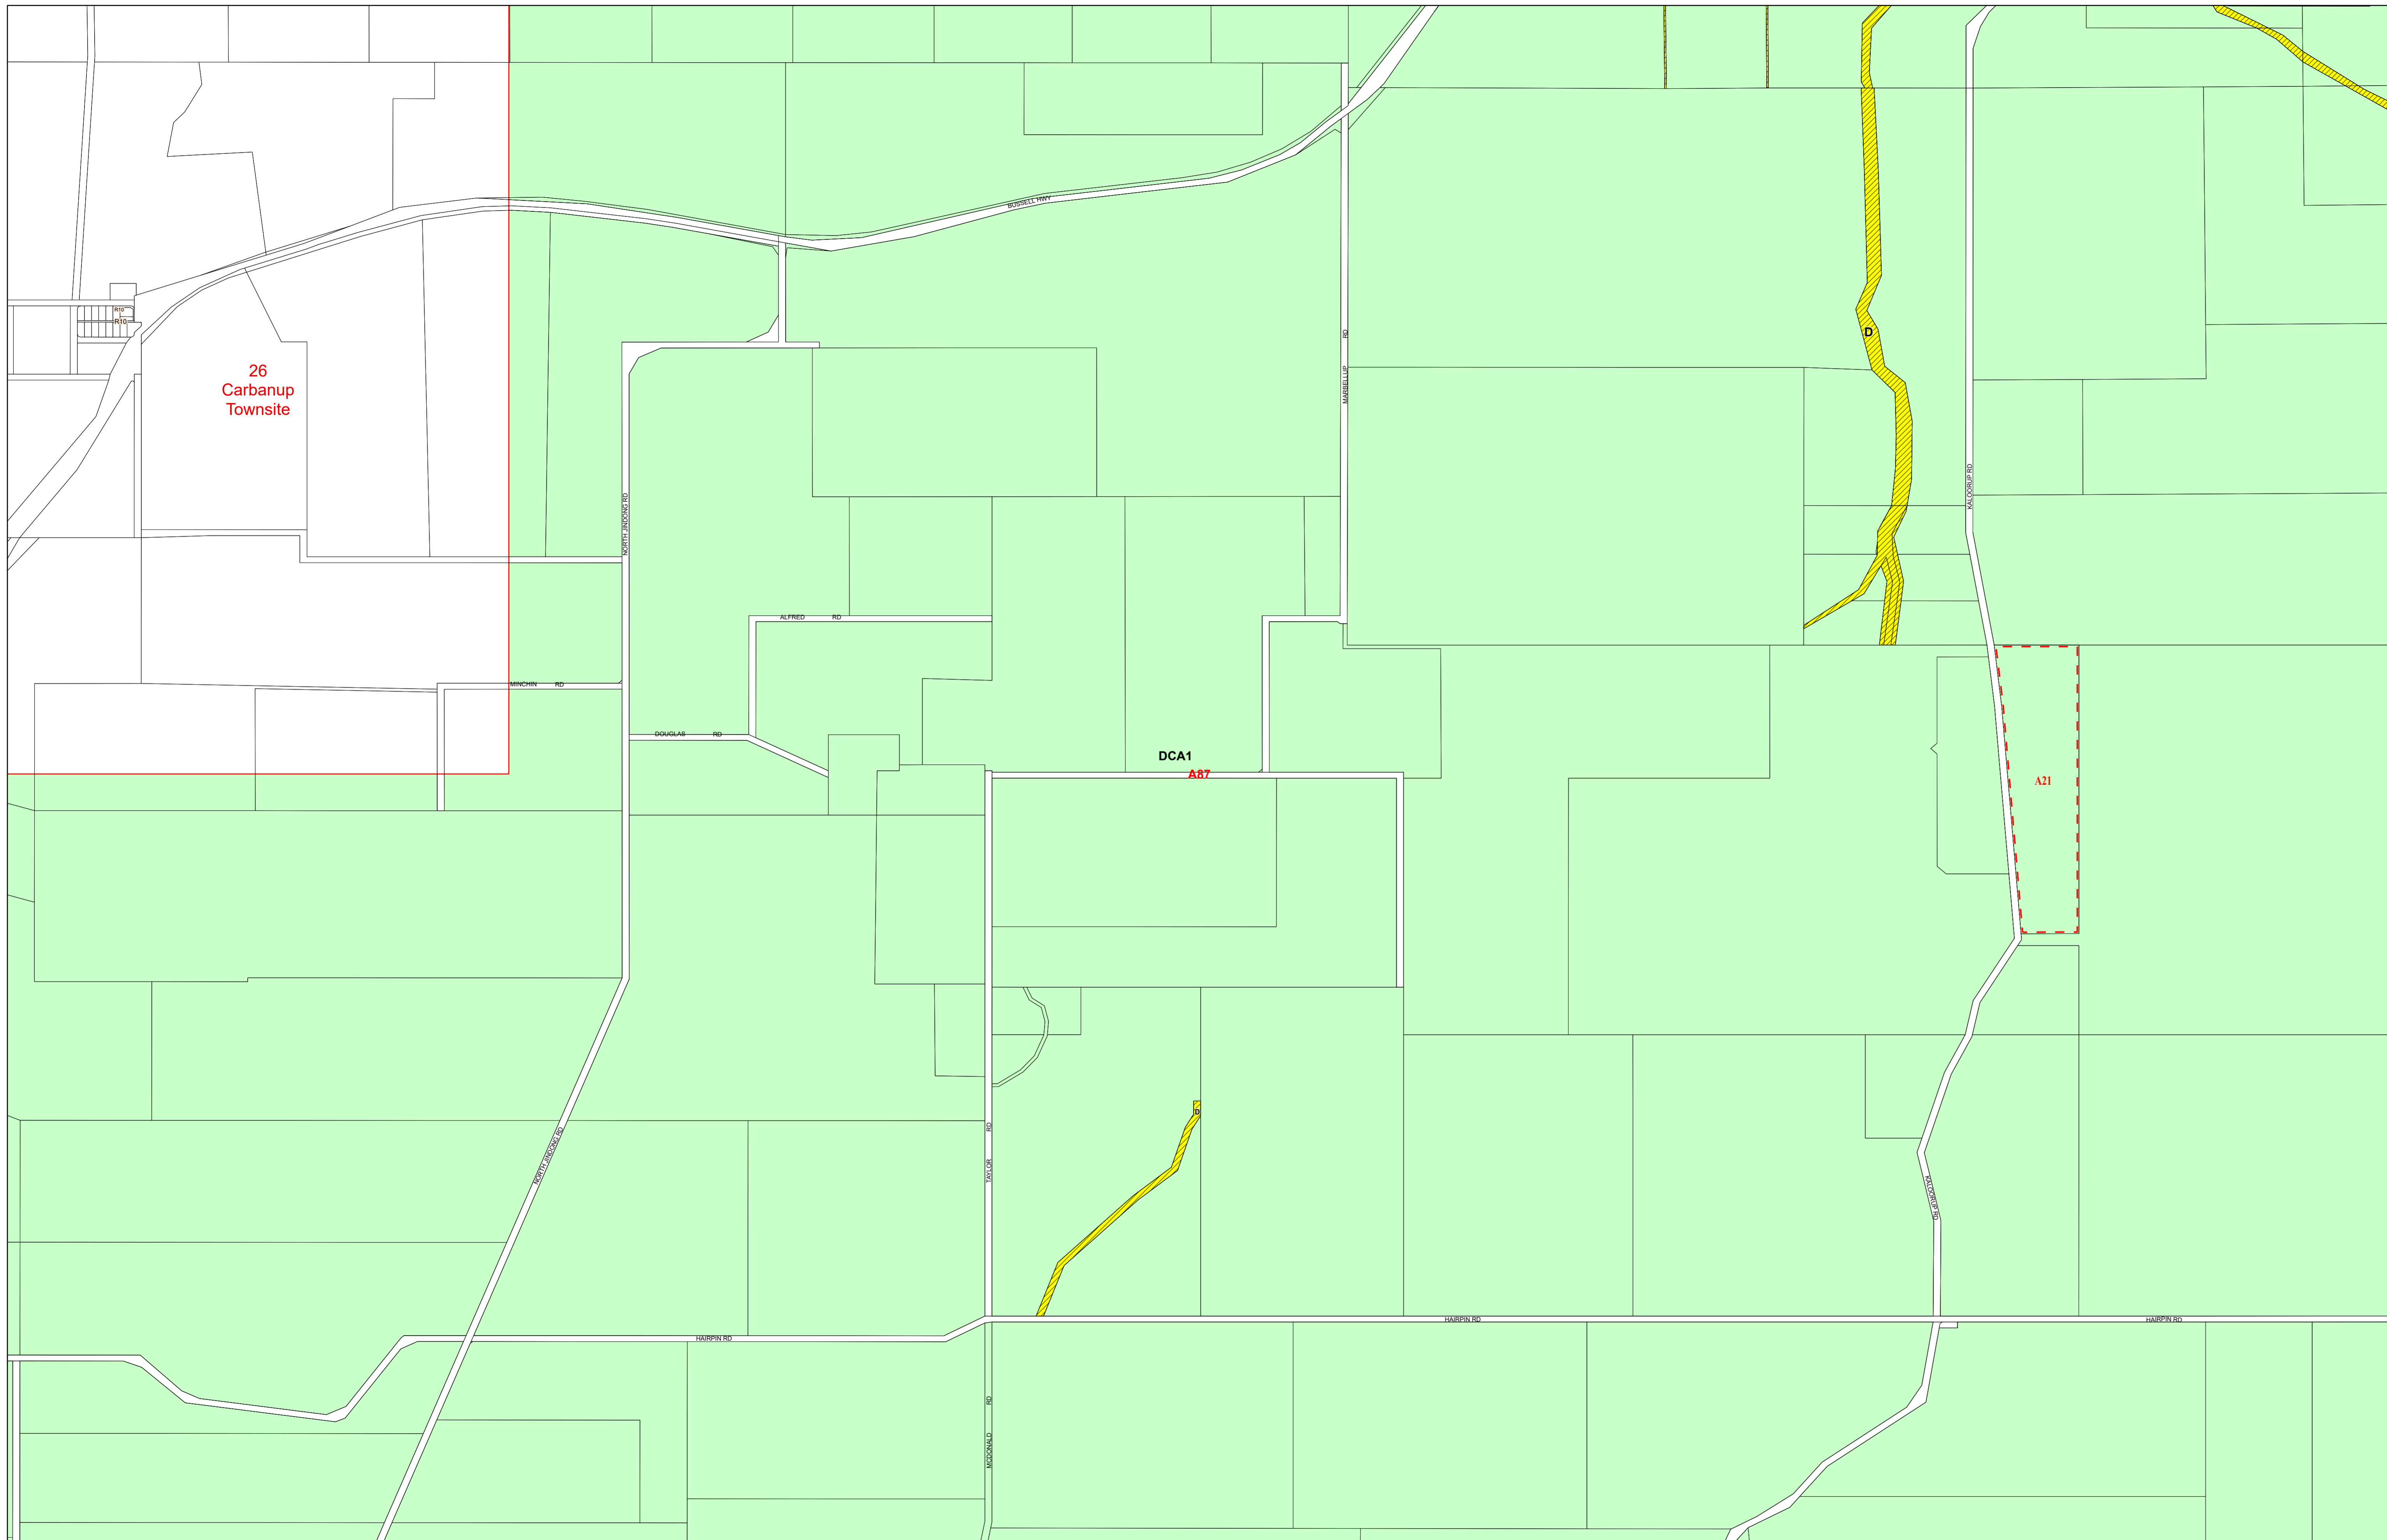 BUSSELL HWY
R10
R10
D
MARBELLUP RD
26
Carbanup
Townsite
KALOORUP RD
NORTH JINDONG RD
ALFRED RD
MINCHIN RD
DOUGLAS RD
DCA1
A87
A21
D
NORTH JINDONG RD
TAYLOR RD
KALOORUP RD
HAIRPIN RD
HAIRPIN RD
HAIRPIN RD
MCDONALD RD